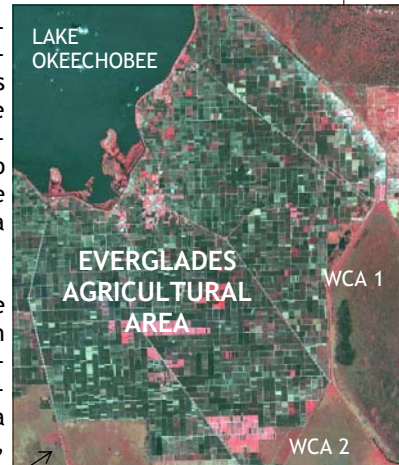 LAKE
OKEECHOBEE
EVERGLADES
AGRICULTURAL
AREA
WCA 1
WCA 2